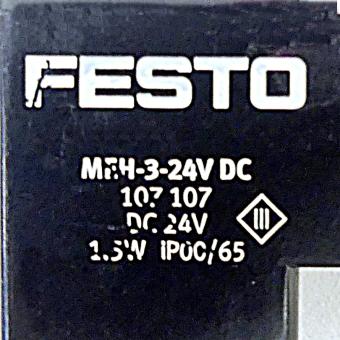 FESTO
MEH-3-24V DC
107 107
DC 24V
1.5W IP00/65